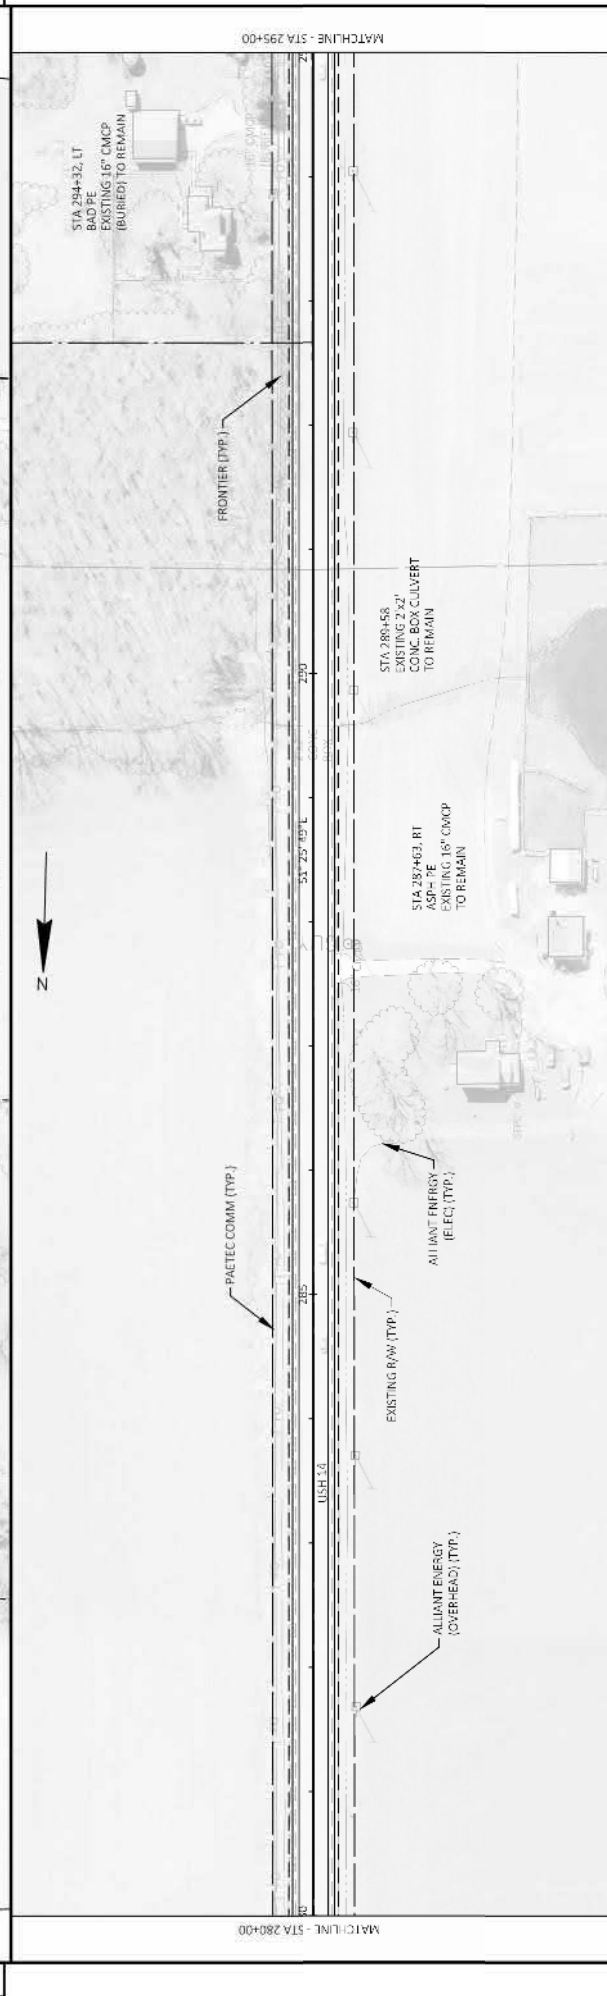 MATCHLINE - STA 295+00
STA 294+32, LT
BAD PE
EXISTING 16" CMCP
(BURIED) TO REMAIN
FRONTIER (TYP.)
STA 289+58
EXISTING 2'x2'
CONC. BOX CULVERT
TO REMAIN
290
STA 287+63, RT
ASPH PE
EXISTING 16" CMCP
TO REMAIN
N
PAETEC COMM (TYP.)
ALLIANT ENERGY
(ELEC) (TYP.)
285
EXISTING R/W (TYP.)
USH 14
ALLIANT ENERGY
(OVERHEAD) (TYP.)
MATCHLINE - STA 280+00